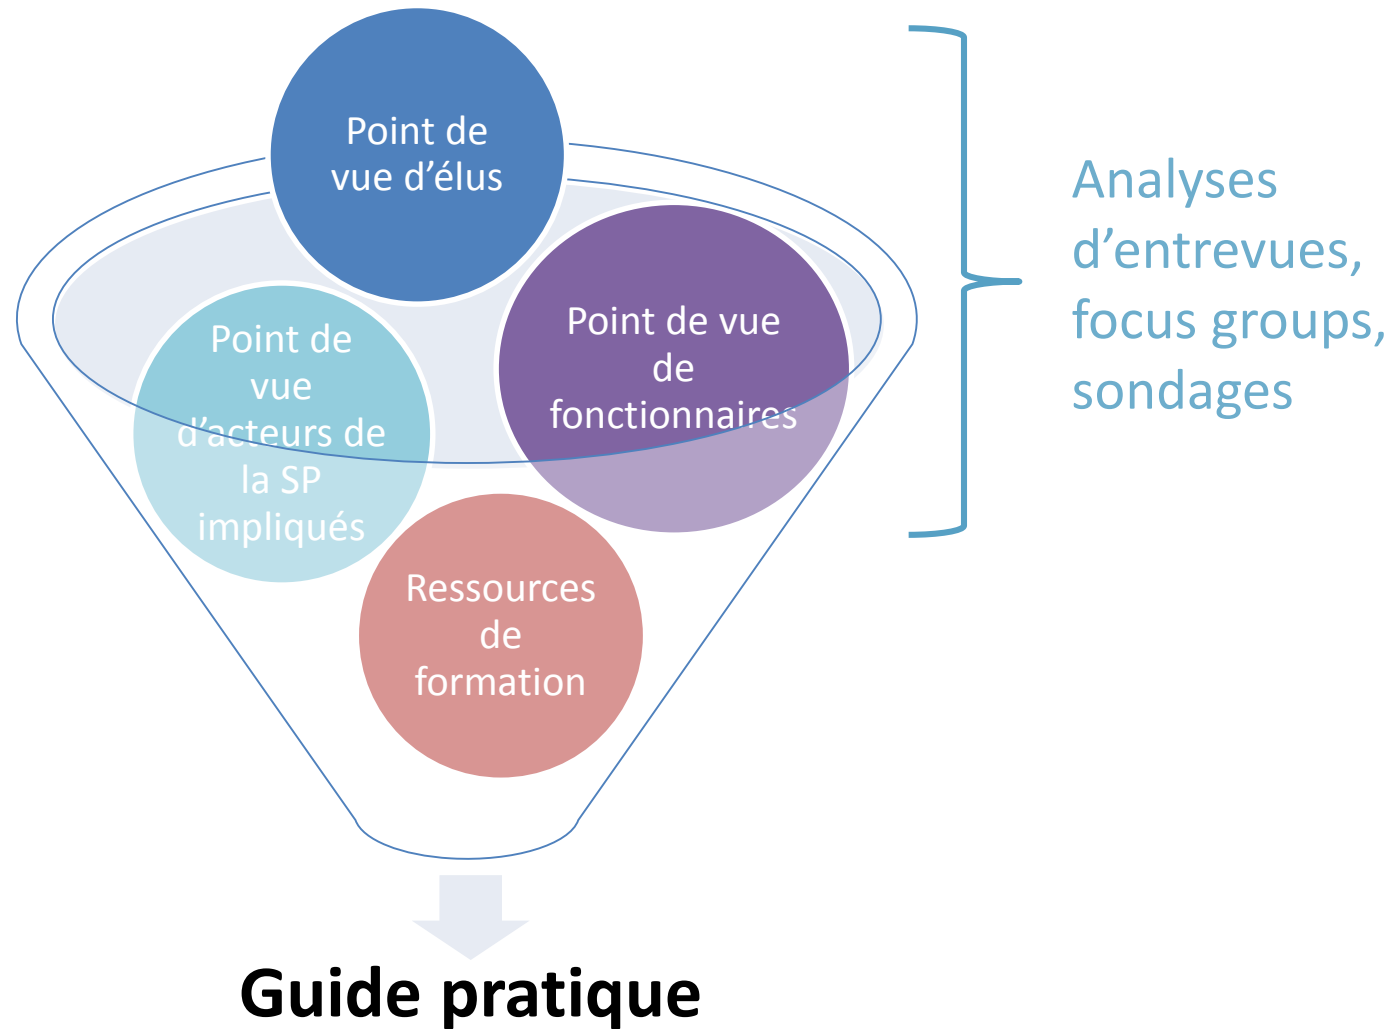 Point de
vue d’élus
Point de vue
de
fonctionnaires
Point de
vue
d’acteurs de
la SP
impliqués
Ressources
de
formation
Analyses
d’entrevues,
focus groups,
sondages
Guide pratique